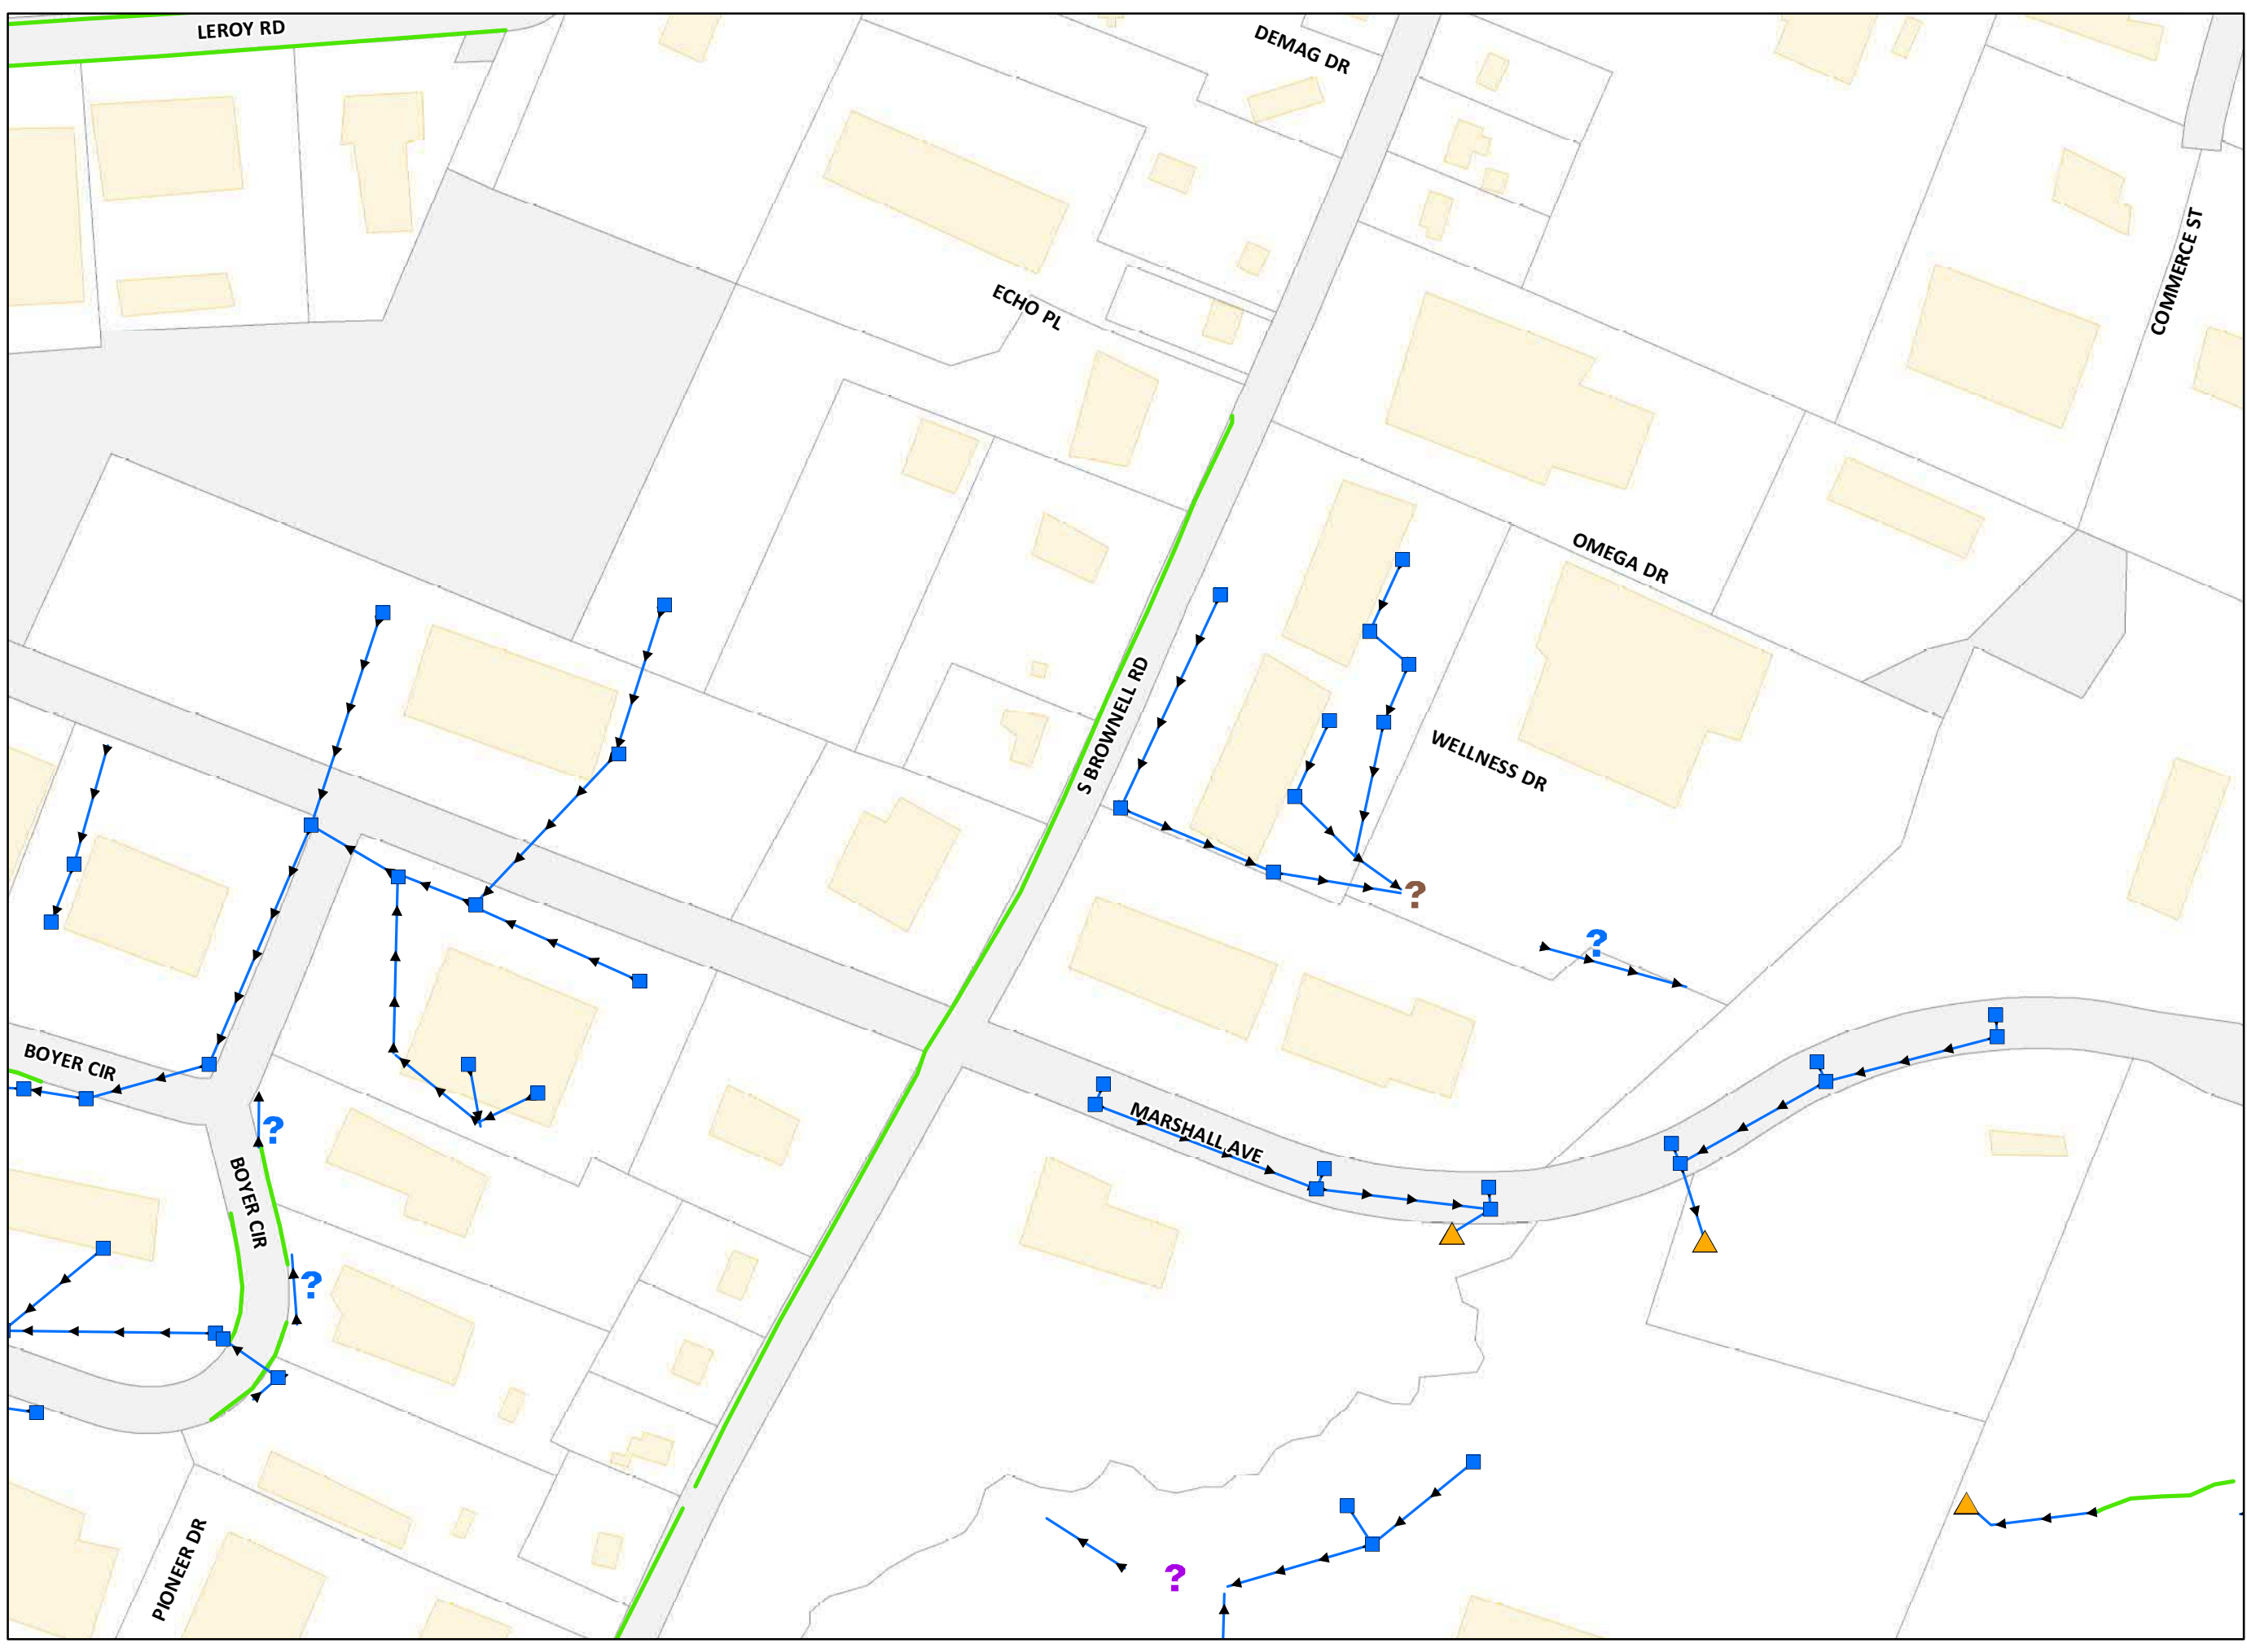 LEROY RD
DEMAG DR
COMMERCE ST
ECHO PL
OMEGA DR
S BROWNELL RD
WELLNESS DR
?
?
BOYER CIR
MARSHALL AVE
?
BOYER CIR
?
PIONEER DR
?